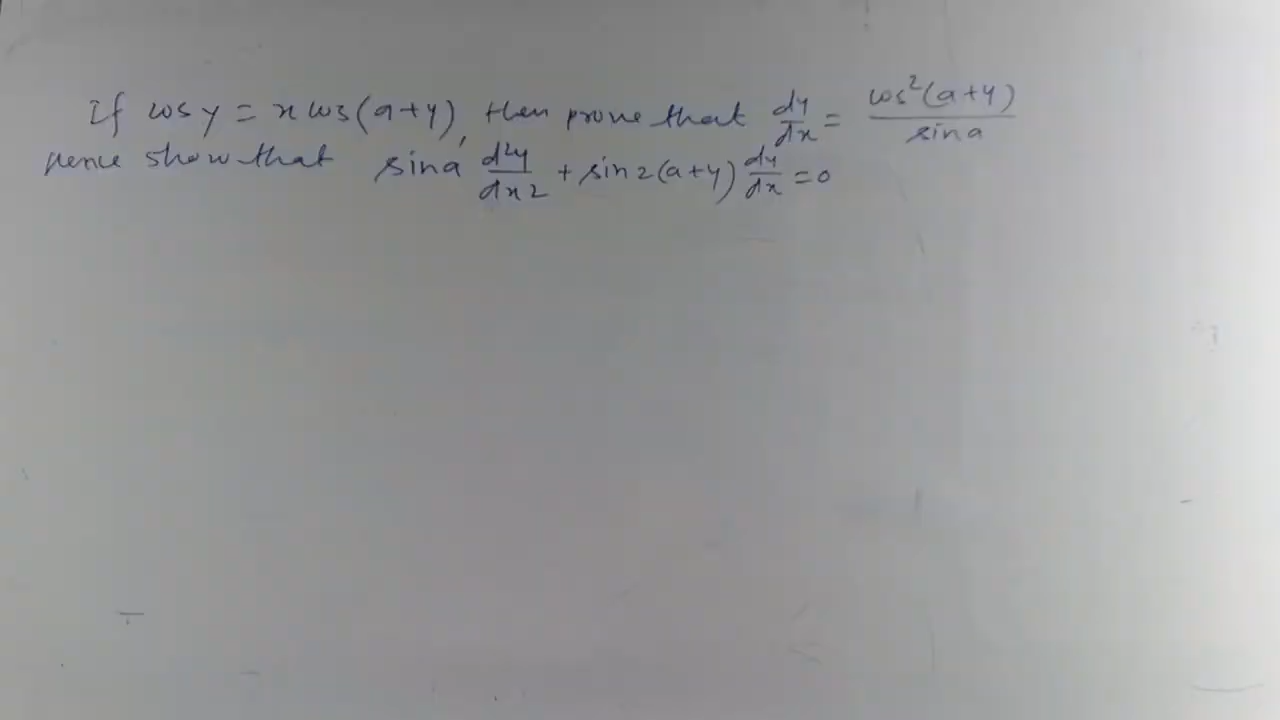 If cos y = x cos(a+y), then prove that dy/dx = cos²(a+y)/sin a
hence show that sin a d²y/dx² + sin 2(a+y) dy/dx = 0